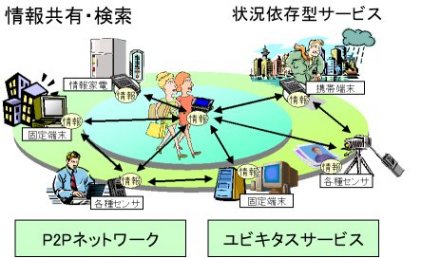 情報共有・検索
状況依存型サービス
情報家電
情報
携帯端末
情報
情報
固定端末
情報
情報
各種センサ
情報
固定端末
情報
各種センサ
P2Pネットワーク
ユビキタスサービス